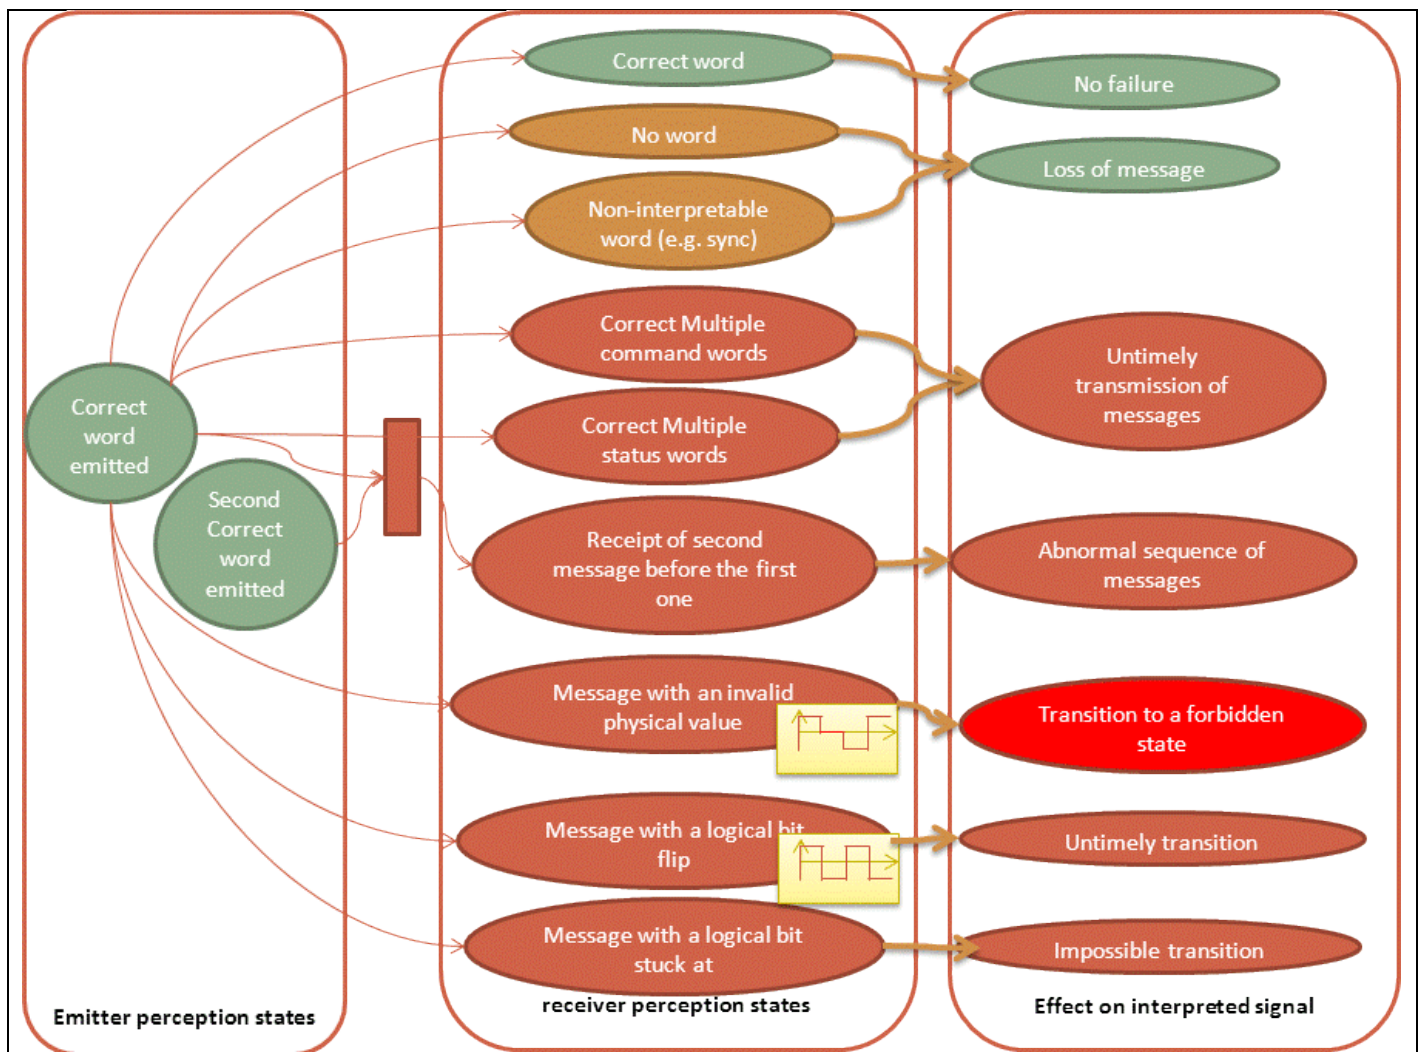 Correct word
No failure
No word
Loss of message
Non-interpretable
word (e.g. sync)
Correct Multiple
command words
Untimely
transmission of
messages
Correct
word
emitted
Correct Multiple
status words
Second
Correct
word
emitted
Receipt of second
message before the first
one
Abnormal sequence of
messages
Message with an invalid
physical value
Transition to a forbidden
state
Message with a logical bit
flip
Untimely transition
Message with a logical bit
stuck at
Impossible transition
Emitter perception states
receiver perception states
Effect on interpreted signal